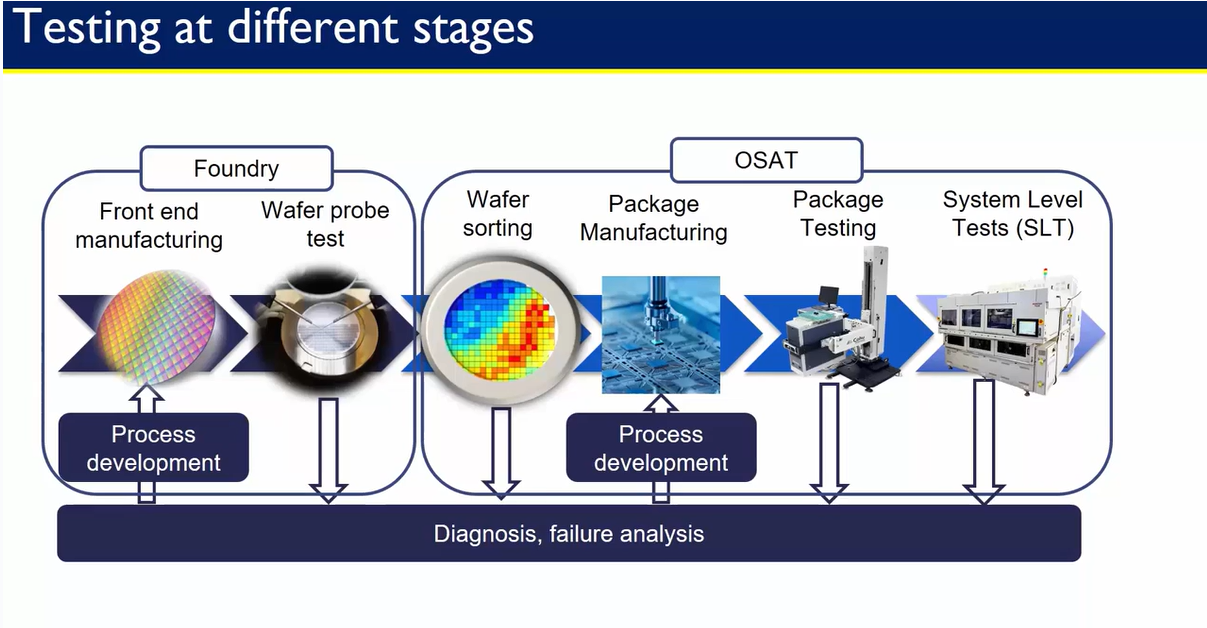 Testing at different stages
Foundry
OSAT
Front end
manufacturing
Wafer probe
test
Wafer
sorting
Package
Manufacturing
Package
Testing
System Level
Tests (SLT)
Process
development
Process
development
Diagnosis, failure analysis